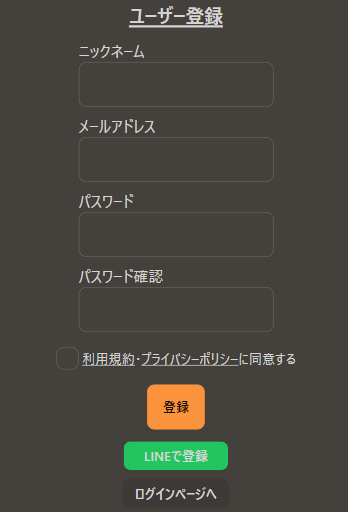 ユーザー登録
ニックネーム
メールアドレス
パスワード
パスワード確認
利用規約・プライバシーポリシーに同意する
登録
LINEで登録
ログインページへ